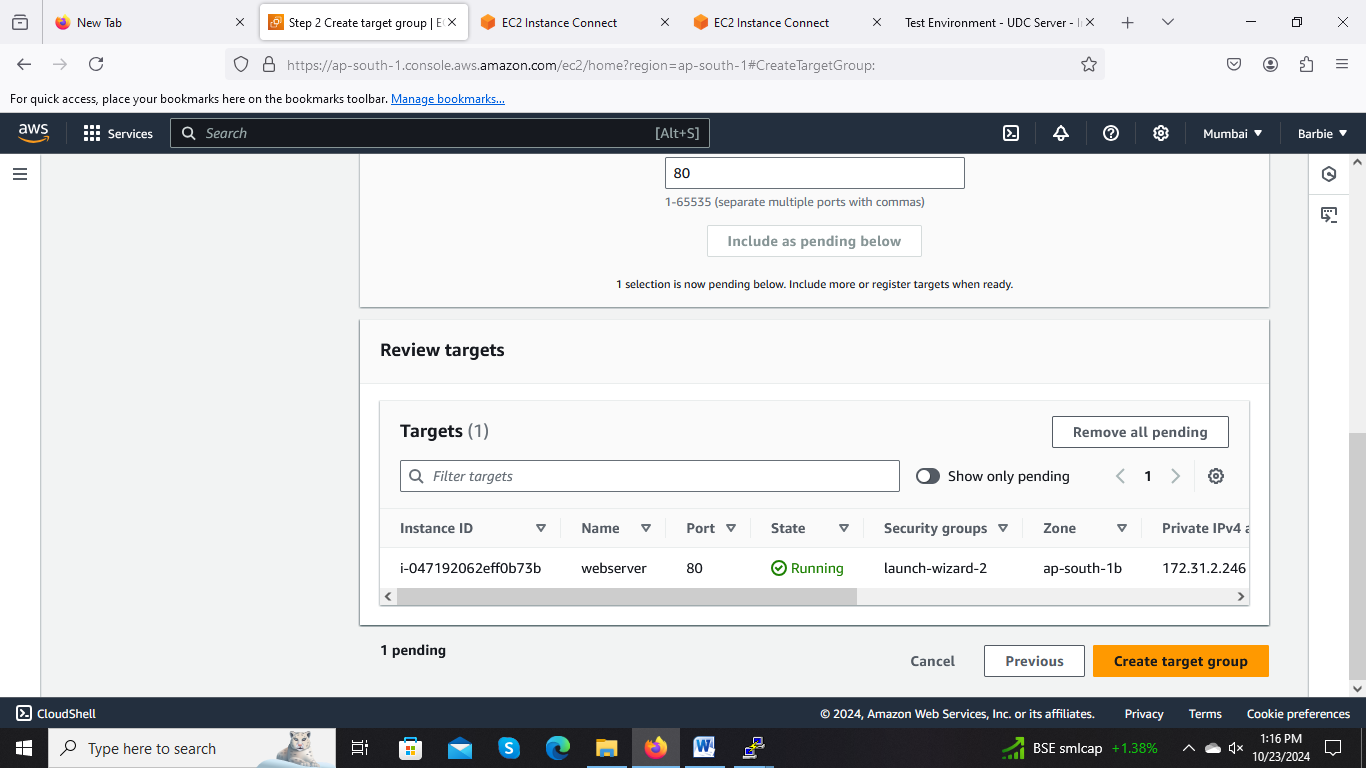 New Tab
Step 2 Create target group | EC
EC2 Instance Connect
EC2 Instance Connect
Test Environment - UDC Server - In
https://ap-south-1.console.aws.amazon.com/ec2/home?region=ap-south-1#CreateTargetGroup:
For quick access, place your bookmarks here on the bookmarks toolbar. Manage bookmarks...
aws
Services
Search
[Alt+S]
Mumbai
Barbie
80
1-65535 (separate multiple ports with commas)
Include as pending below
1 selection is now pending below. Include more or register targets when ready.
Review targets
Targets (1)
Remove all pending
Filter targets
Show only pending
1
Instance ID Name Port State Security groups Zone Private IPv4 a
i-047192062eff0b73b webserver 80 Running launch-wizard-2 ap-south-1b 172.31.2.246
1 pending
Cancel
Previous
Create target group
CloudShell
© 2024, Amazon Web Services, Inc. or its affiliates.
Privacy
Terms
Cookie preferences
Type here to search
BSE smlcap +1.38%
1:16 PM
10/23/2024